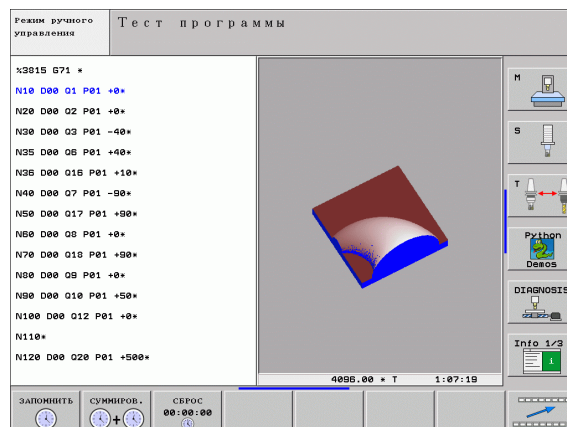 Режим ручного
управления
Тест программы
%3815 G71 *
N10 D00 Q1 P01 +0*
N20 D00 Q2 P01 +0*
N30 D00 Q3 P01 -40*
N35 D00 Q6 P01 +40*
N36 D00 Q16 P01 +10*
N40 D00 Q7 P01 -90*
N50 D00 Q17 P01 +90*
N60 D00 Q8 P01 +0*
N70 D00 Q18 P01 +90*
N80 D00 Q9 P01 +0*
N90 D00 Q10 P01 +50*
N100 D00 Q12 P01 +0*
N110*
N120 D00 Q20 P01 +500*
4096.00 * T 1:07:19
M
S
T
Python
Demos
DIAGNOSIS
Info 1/3
i
ЗАПОМНИТЬ
СУММИРОВ.
+
СБРОС
00:00:00